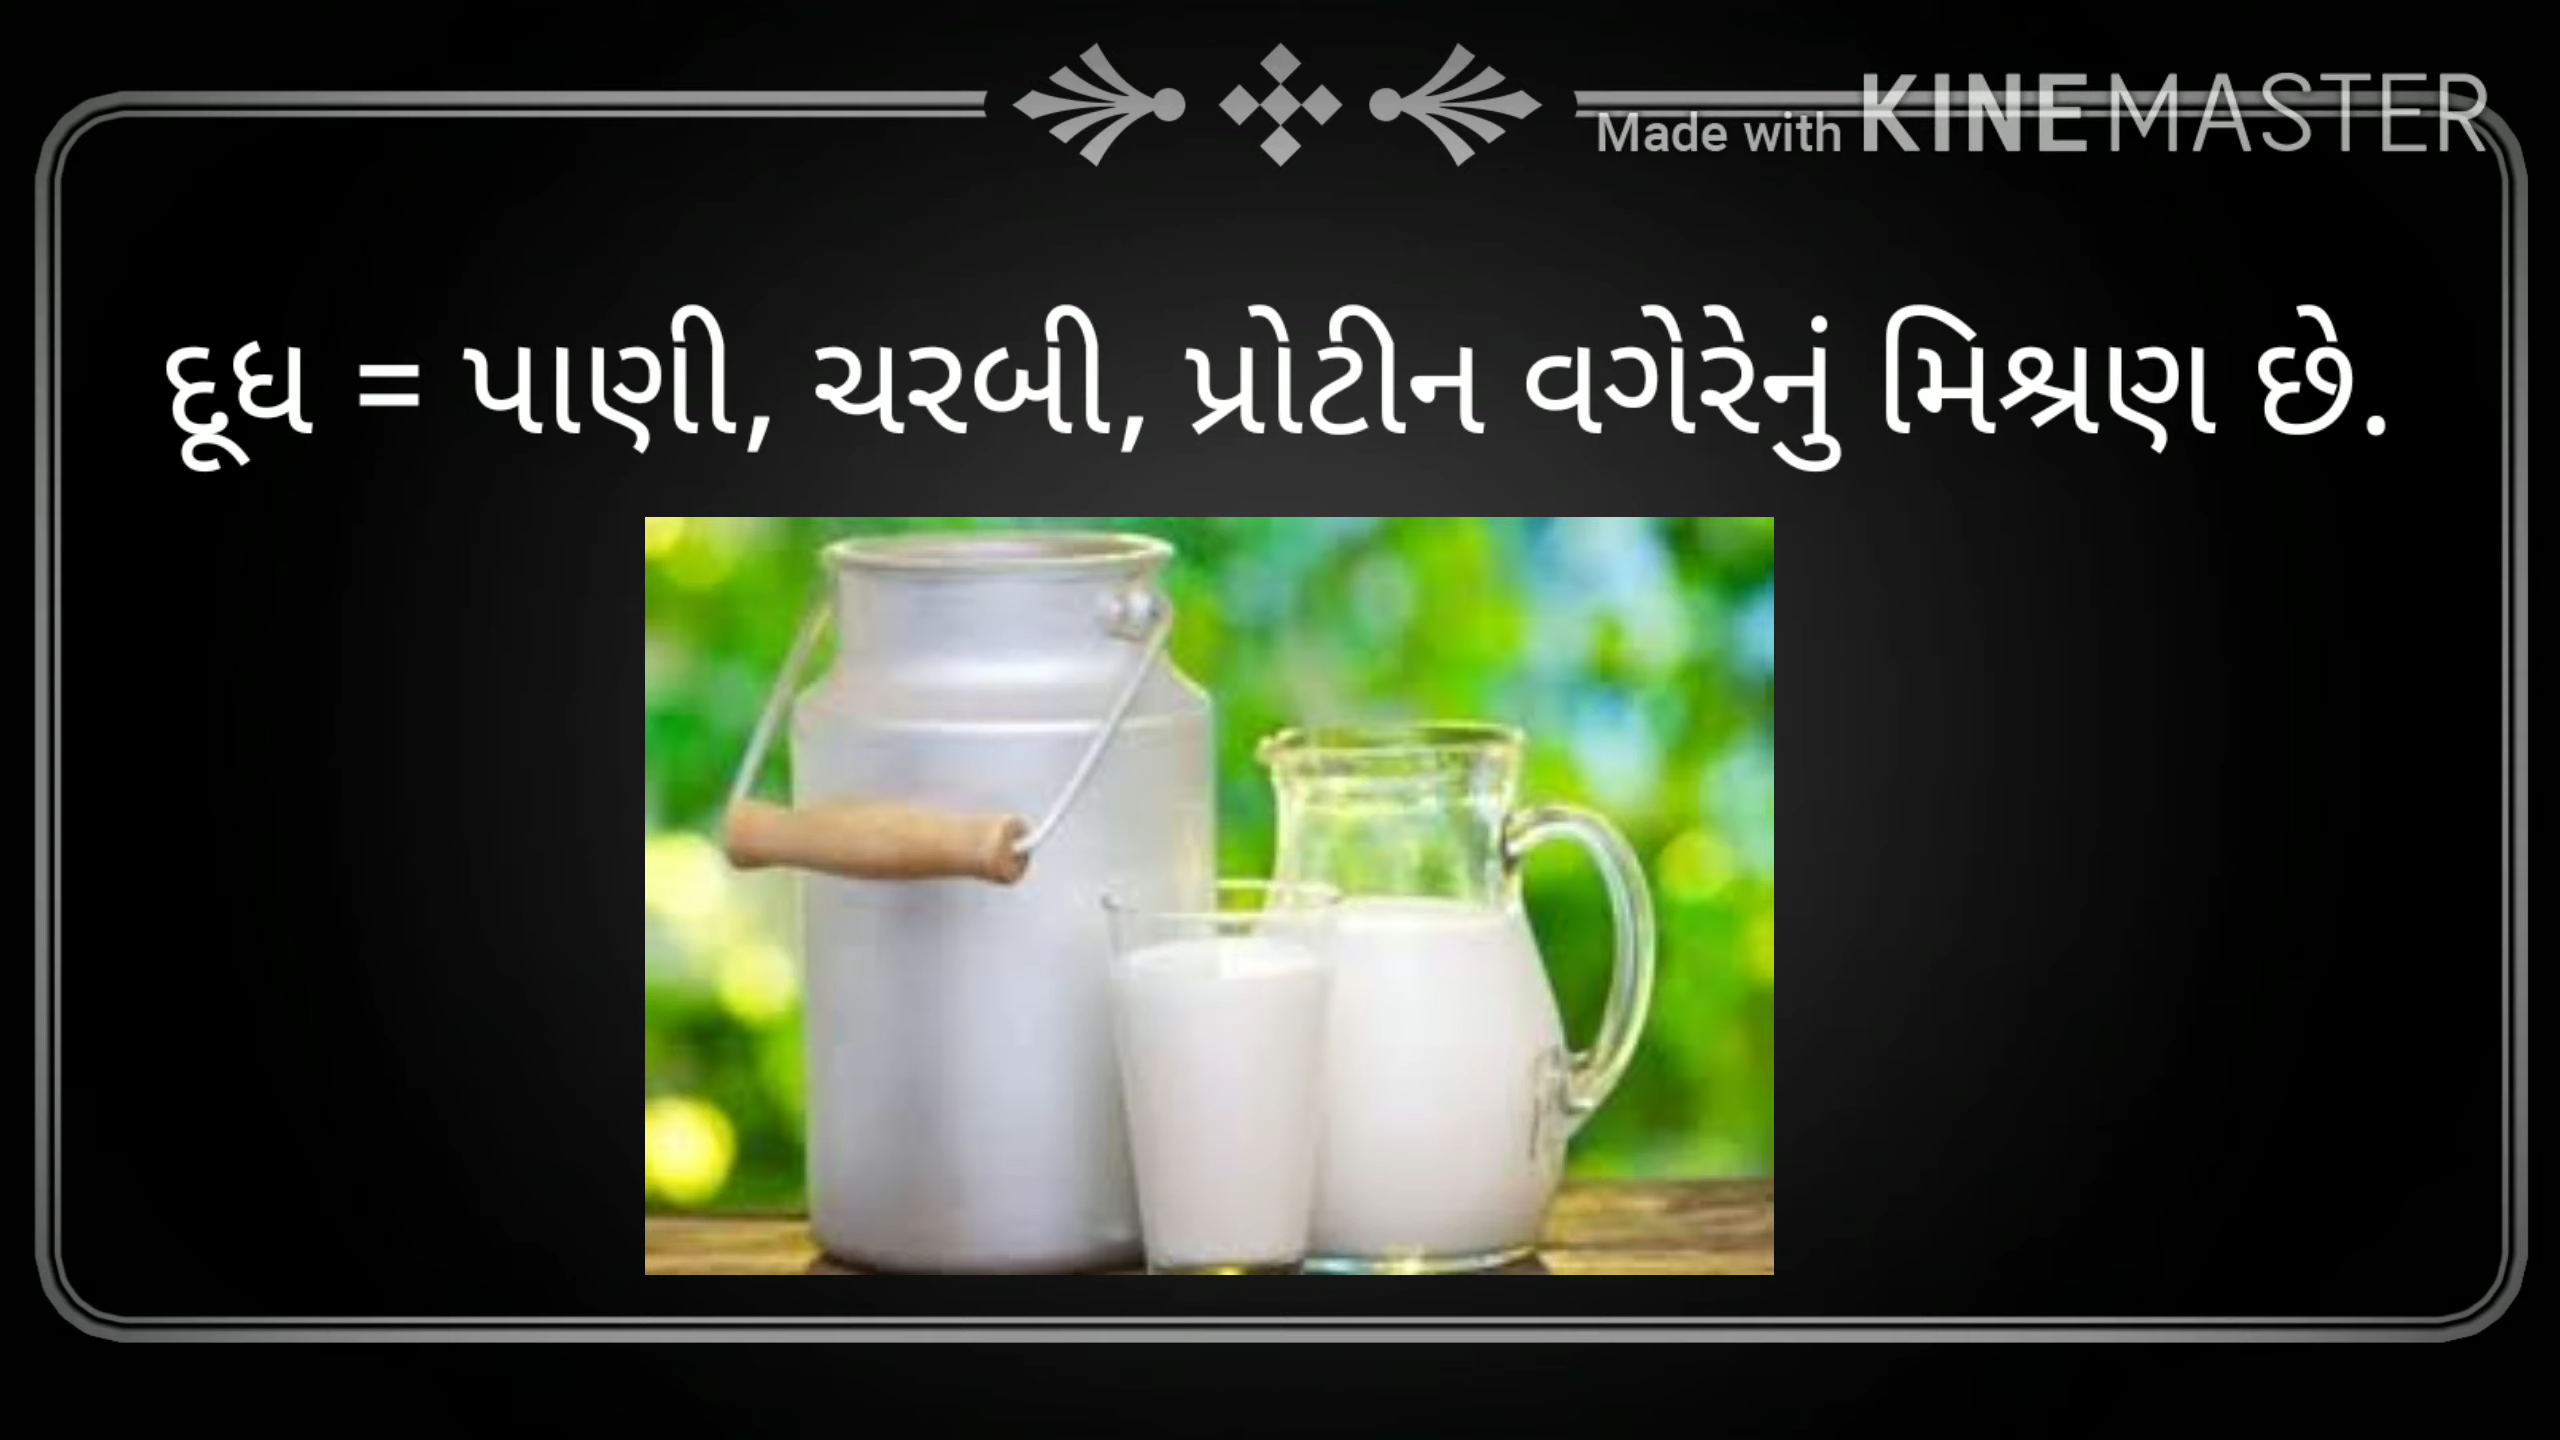 Made with KINEMASTER
દૂધ = પાણી, ચરબી, પ્રોટીન વગેરેનું મિશ્રણ છે.